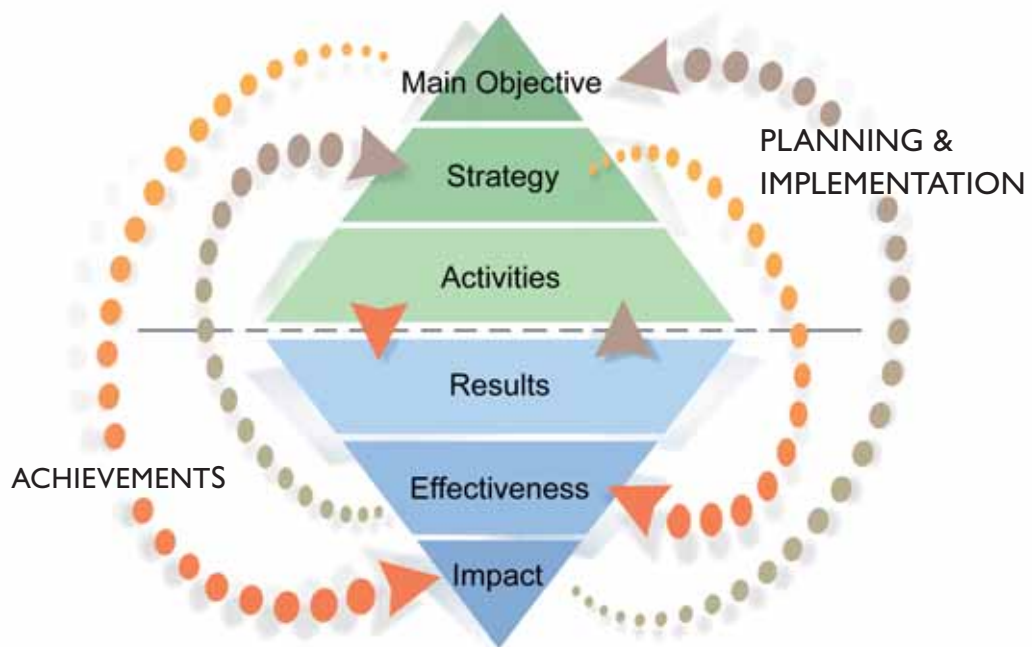 Main Objective
PLANNING &
IMPLEMENTATION
Strategy
Activities
Results
ACHIEVEMENTS
Effectiveness
Impact